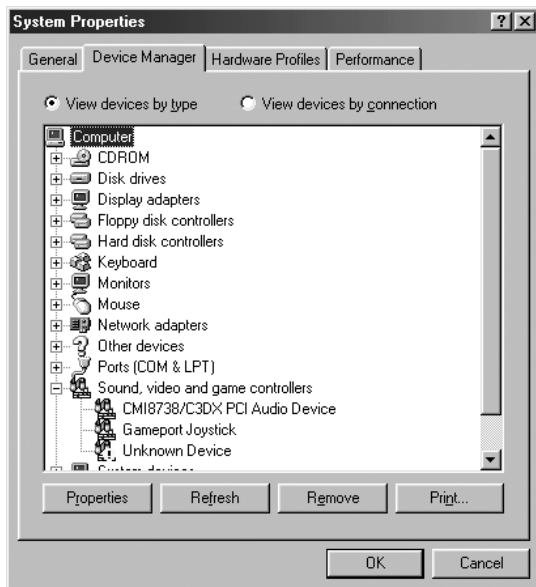 System Properties
General Device Manager Hardware Profiles Performance
View devices by type View devices by connection
Computer
CDROM
Disk drives
Display adapters
Floppy disk controllers
Hard disk controllers
Keyboard
Monitors
Mouse
Network adapters
Other devices
Ports (COM & LPT)
Sound, video and game controllers
CMI8738/C3DX PCI Audio Device
Gameport Joystick
Unknown Device
System devices
Properties Refresh Remove Print...
OK Cancel